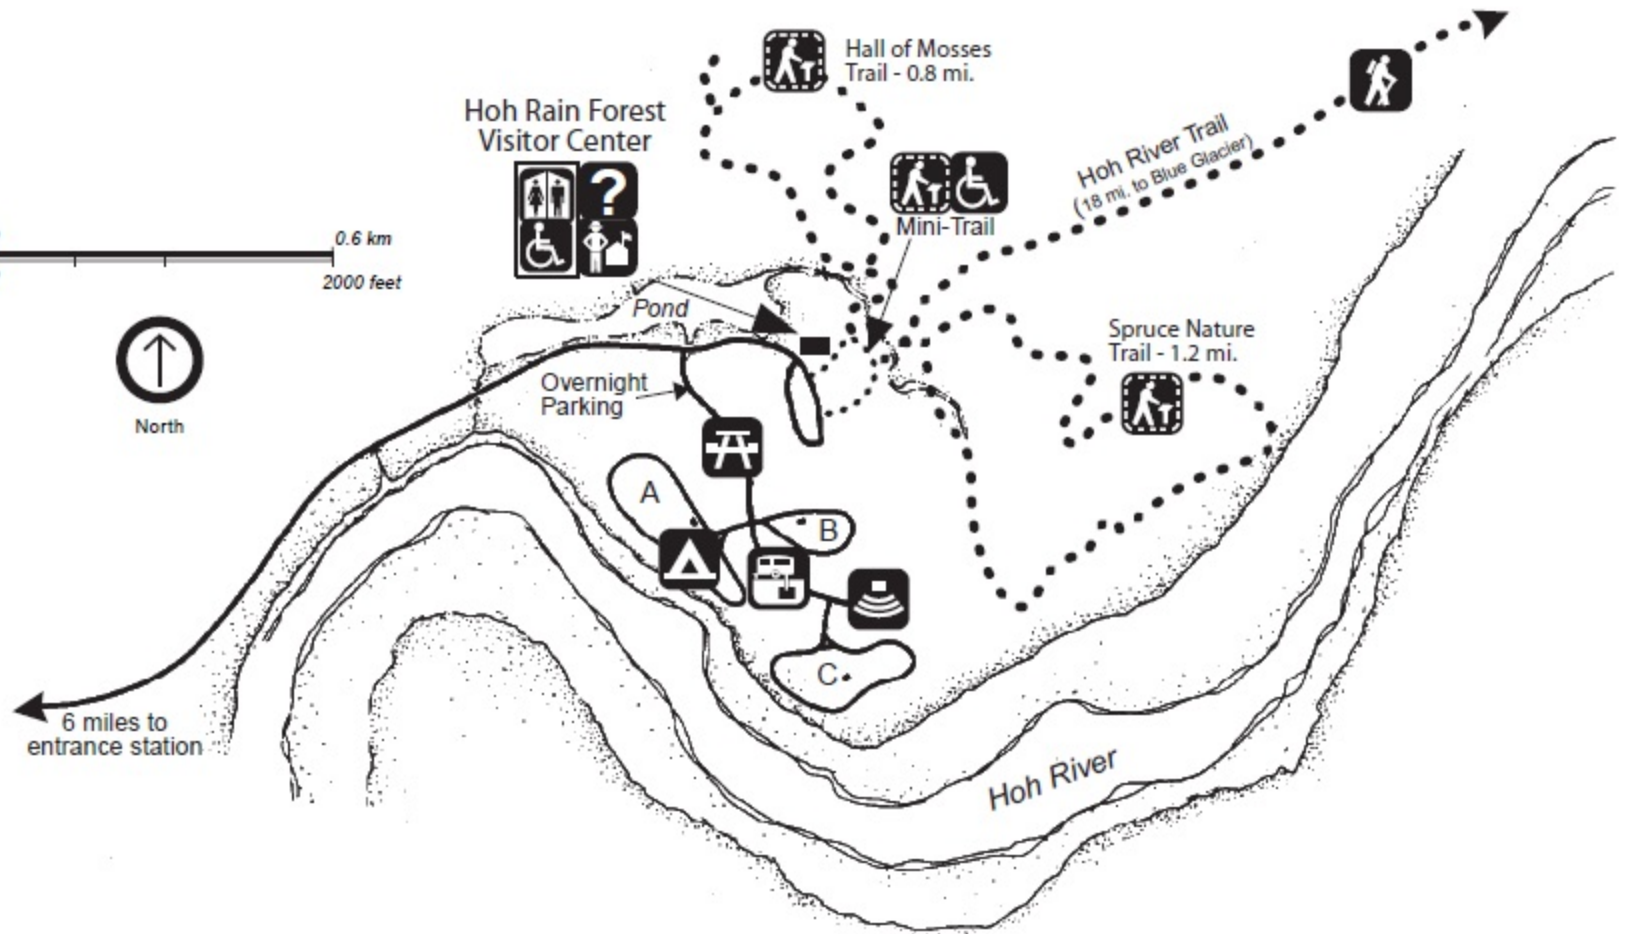 Hall of Mosses
Trail - 0.8 mi.
Hoh Rain Forest
Visitor Center
?
Hoh River Trail
(18 mi. to Blue Glacier)
Mini-Trail
0.6 km
2000 feet
Pond
Spruce Nature
Trail - 1.2 mi.
Overnight
Parking
North
A
B
C
6 miles to
entrance station
Hoh River